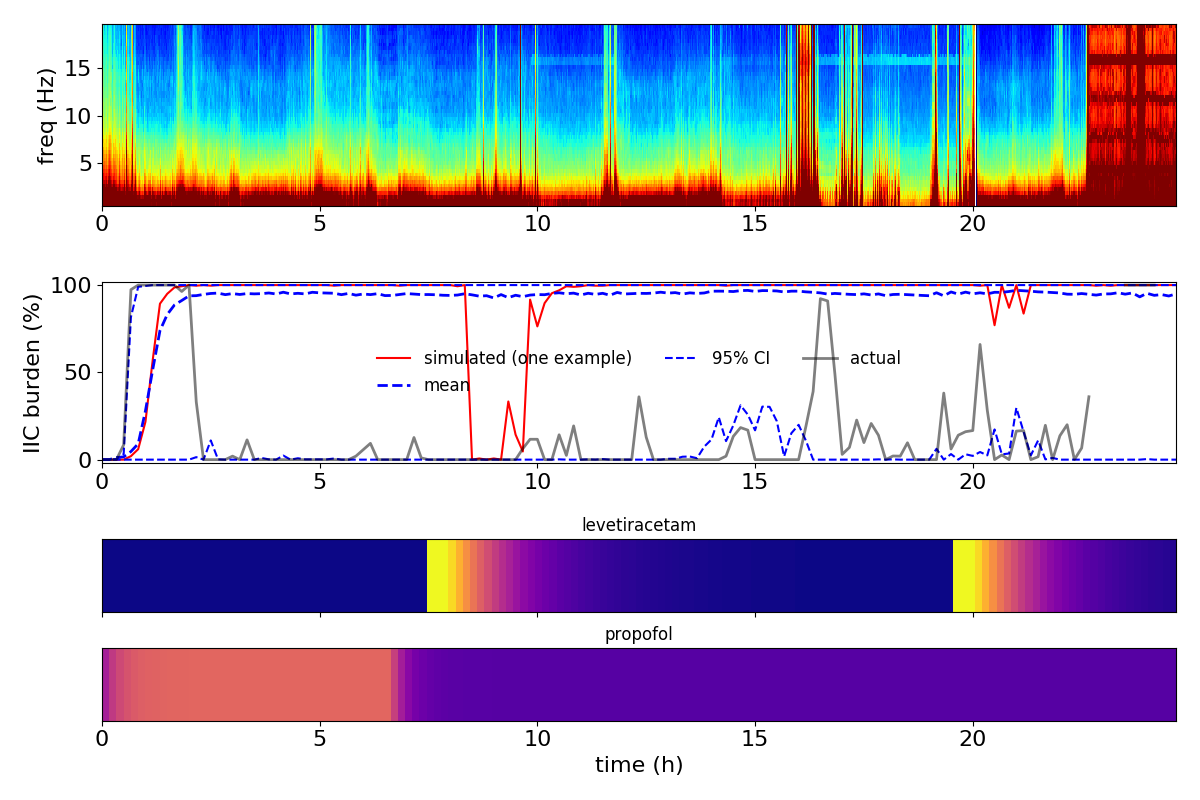 freq (Hz)
15
10
5
0 5 10 15 20
IIC burden (%)
100
50
0
simulated (one example) 95% CI actual
mean
0 5 10 15 20
levetiracetam
propofol
0 5 10 15 20
time (h)